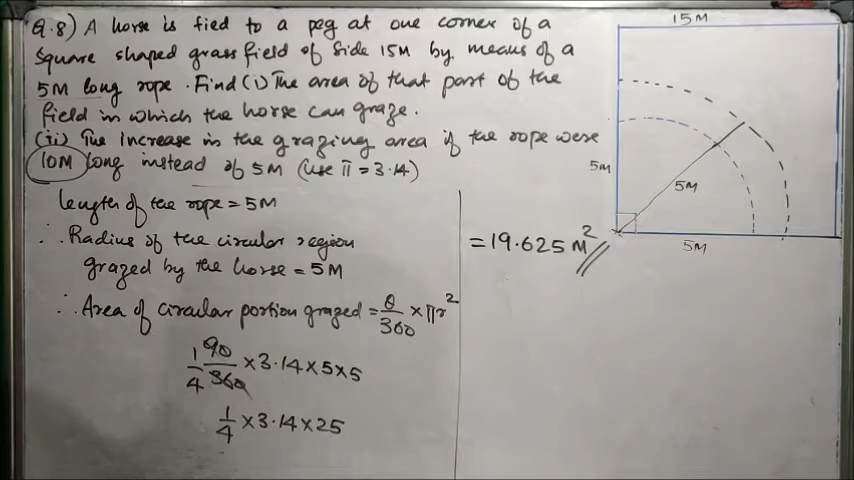 Q.8) A horse is tied to a peg at one corner of a
square shaped grass field of side 15M by means of a
5M long rope. Find (i) The area of that part of the
field in which the horse can graze.
(ii) The increase in the grazing area if the rope were
10M long instead of 5M (use π = 3.14)
length of the rope = 5M
∴ Radius of the circular region
grazed by the horse = 5M
∴ Area of circular portion grazed = θ/360 × πr²
1/4 90/360 × 3.14 × 5 × 5
1/4 × 3.14 × 25
= 19.625 M²
15M
5M
5M
5M